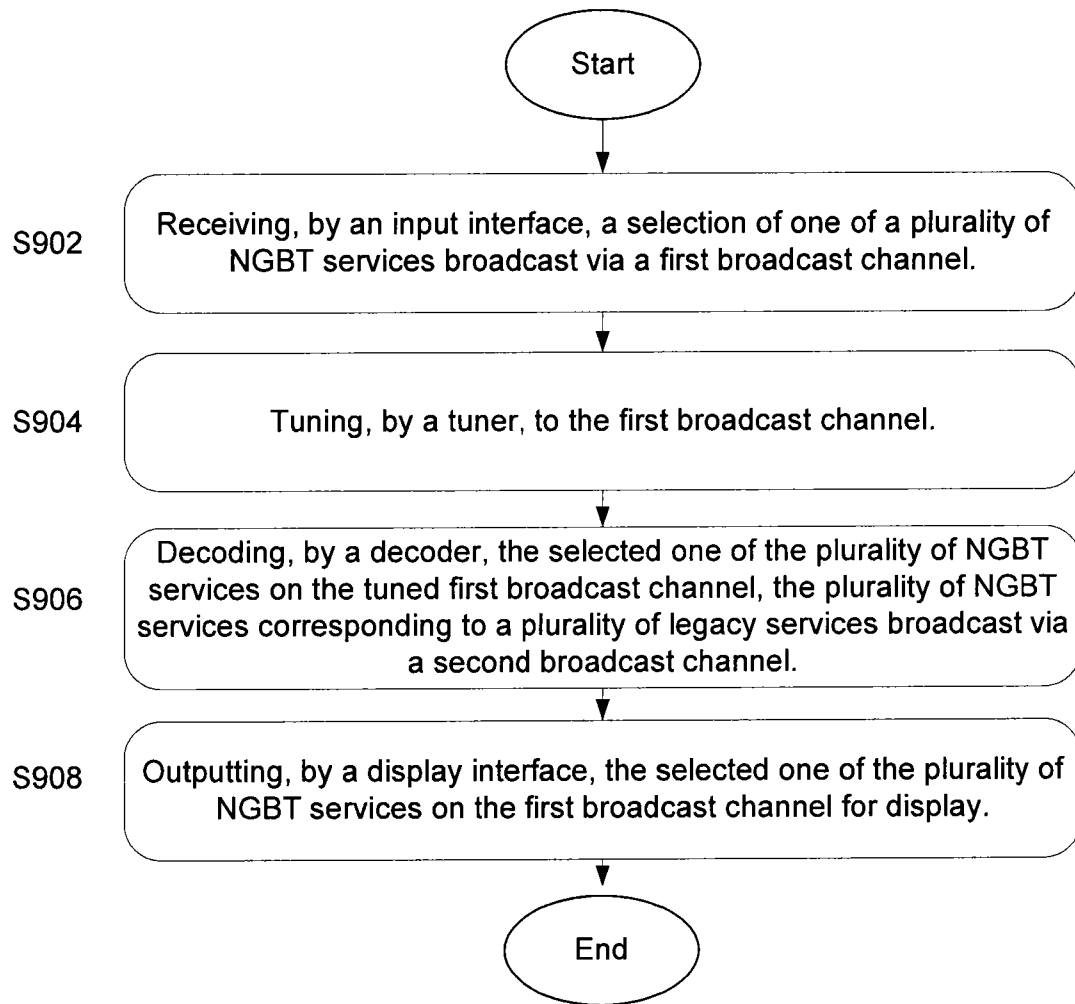 Start
S902
Receiving, by an input interface, a selection of one of a plurality of
NGBT services broadcast via a first broadcast channel.
S904
Tuning, by a tuner, to the first broadcast channel.
S906
Decoding, by a decoder, the selected one of the plurality of NGBT
services on the tuned first broadcast channel, the plurality of NGBT
services corresponding to a plurality of legacy services broadcast via
a second broadcast channel.
S908
Outputting, by a display interface, the selected one of the plurality of
NGBT services on the first broadcast channel for display.
End